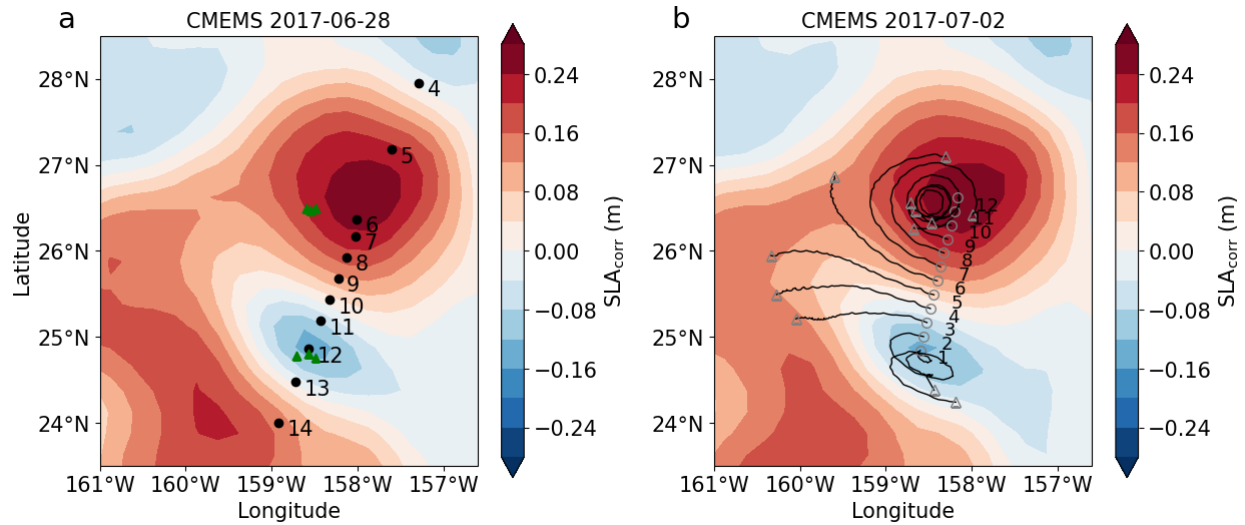 a
CMEMS 2017-06-28
28°N
27°N
26°N
25°N
24°N
Latitude
161°W
160°W
159°W
158°W
157°W
Longitude
4
5
6
7
8
9
10
11
12
13
14
0.24
0.16
0.08
0.00
−0.08
−0.16
−0.24
SLAcorr (m)
b
CMEMS 2017-07-02
28°N
27°N
26°N
25°N
24°N
161°W
160°W
159°W
158°W
157°W
Longitude
12
11
10
9
8
7
6
5
4
3
2
1
0.24
0.16
0.08
0.00
−0.08
−0.16
−0.24
SLAcorr (m)